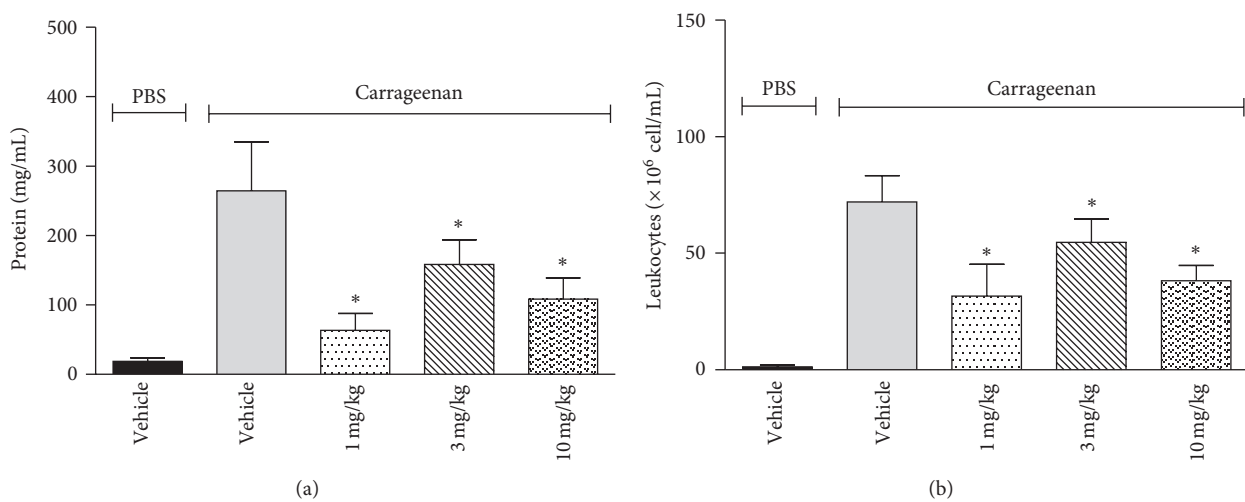 500
400
300
200
100
0
Protein (mg/mL)
PBS
Carrageenan
*
*
*
Vehicle
Vehicle
1 mg/kg
3 mg/kg
10 mg/kg
(a)
150
100
50
0
Leukocytes (×10⁶ cell/mL)
PBS
Carrageenan
*
*
*
Vehicle
Vehicle
1 mg/kg
3 mg/kg
10 mg/kg
(b)